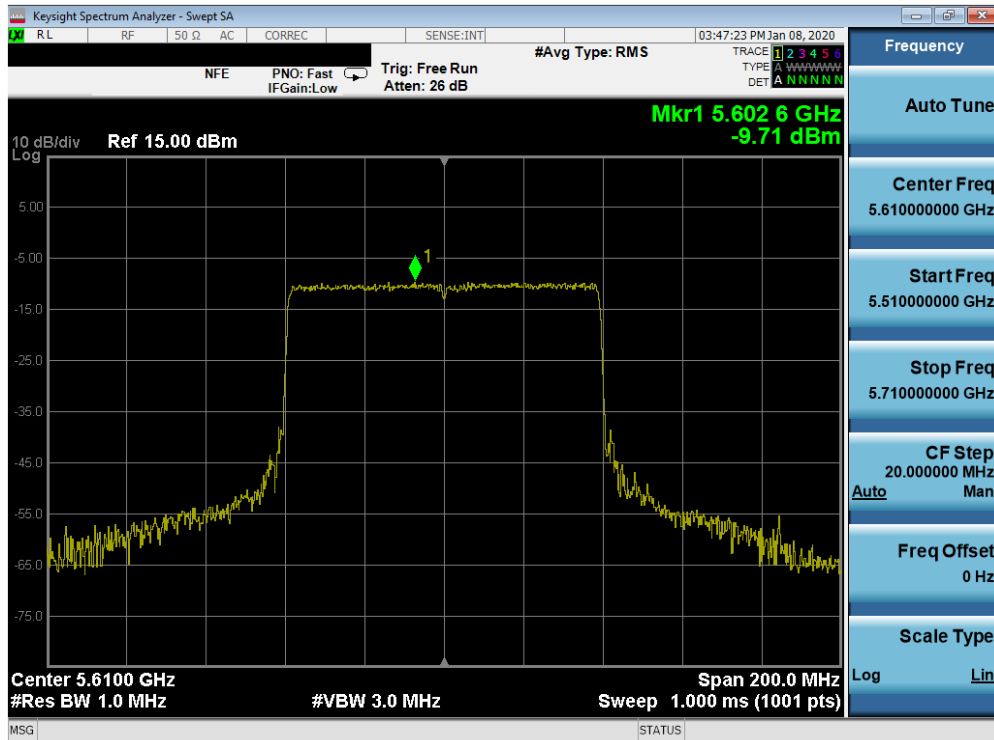 Keysight Spectrum Analyzer - Swept SA
LXI RL RF 50 Ω AC CORREC SENSE:INT 03:47:23 PM Jan 08, 2020
NFE PNO: Fast Trig: Free Run #Avg Type: RMS TRACE 1 2 3 4 5 6
IFGain:Low Atten: 26 dB TYPE A WWWWW
DET A N N N N N
Mkr1 5.602 6 GHz
-9.71 dBm
10 dB/div Ref 15.00 dBm
Log
5.00
-5.00
-15.0
-25.0
-35.0
-45.0
-55.0
-65.0
-75.0
1
Center 5.6100 GHz Span 200.0 MHz
#Res BW 1.0 MHz #VBW 3.0 MHz Sweep 1.000 ms (1001 pts)
MSG STATUS
Frequency
Auto Tune
Center Freq
5.610000000 GHz
Start Freq
5.510000000 GHz
Stop Freq
5.710000000 GHz
CF Step
20.000000 MHz
Auto Man
Freq Offset
0 Hz
Scale Type
Log Lin